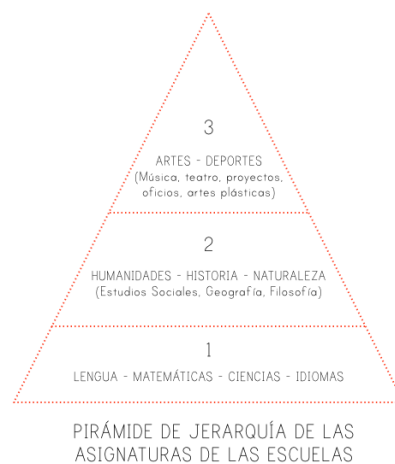 3
ARTES - DEPORTES
(Música, teatro, proyectos,
oficios, artes plásticas)
2
HUMANIDADES - HISTORIA - NATURALEZA
(Estudios Sociales, Geografía, Filosofía)
1
LENGUA - MATEMÁTICAS - CIENCIAS - IDIOMAS
PIRÁMIDE DE JERARQUÍA DE LAS
ASIGNATURAS DE LAS ESCUELAS